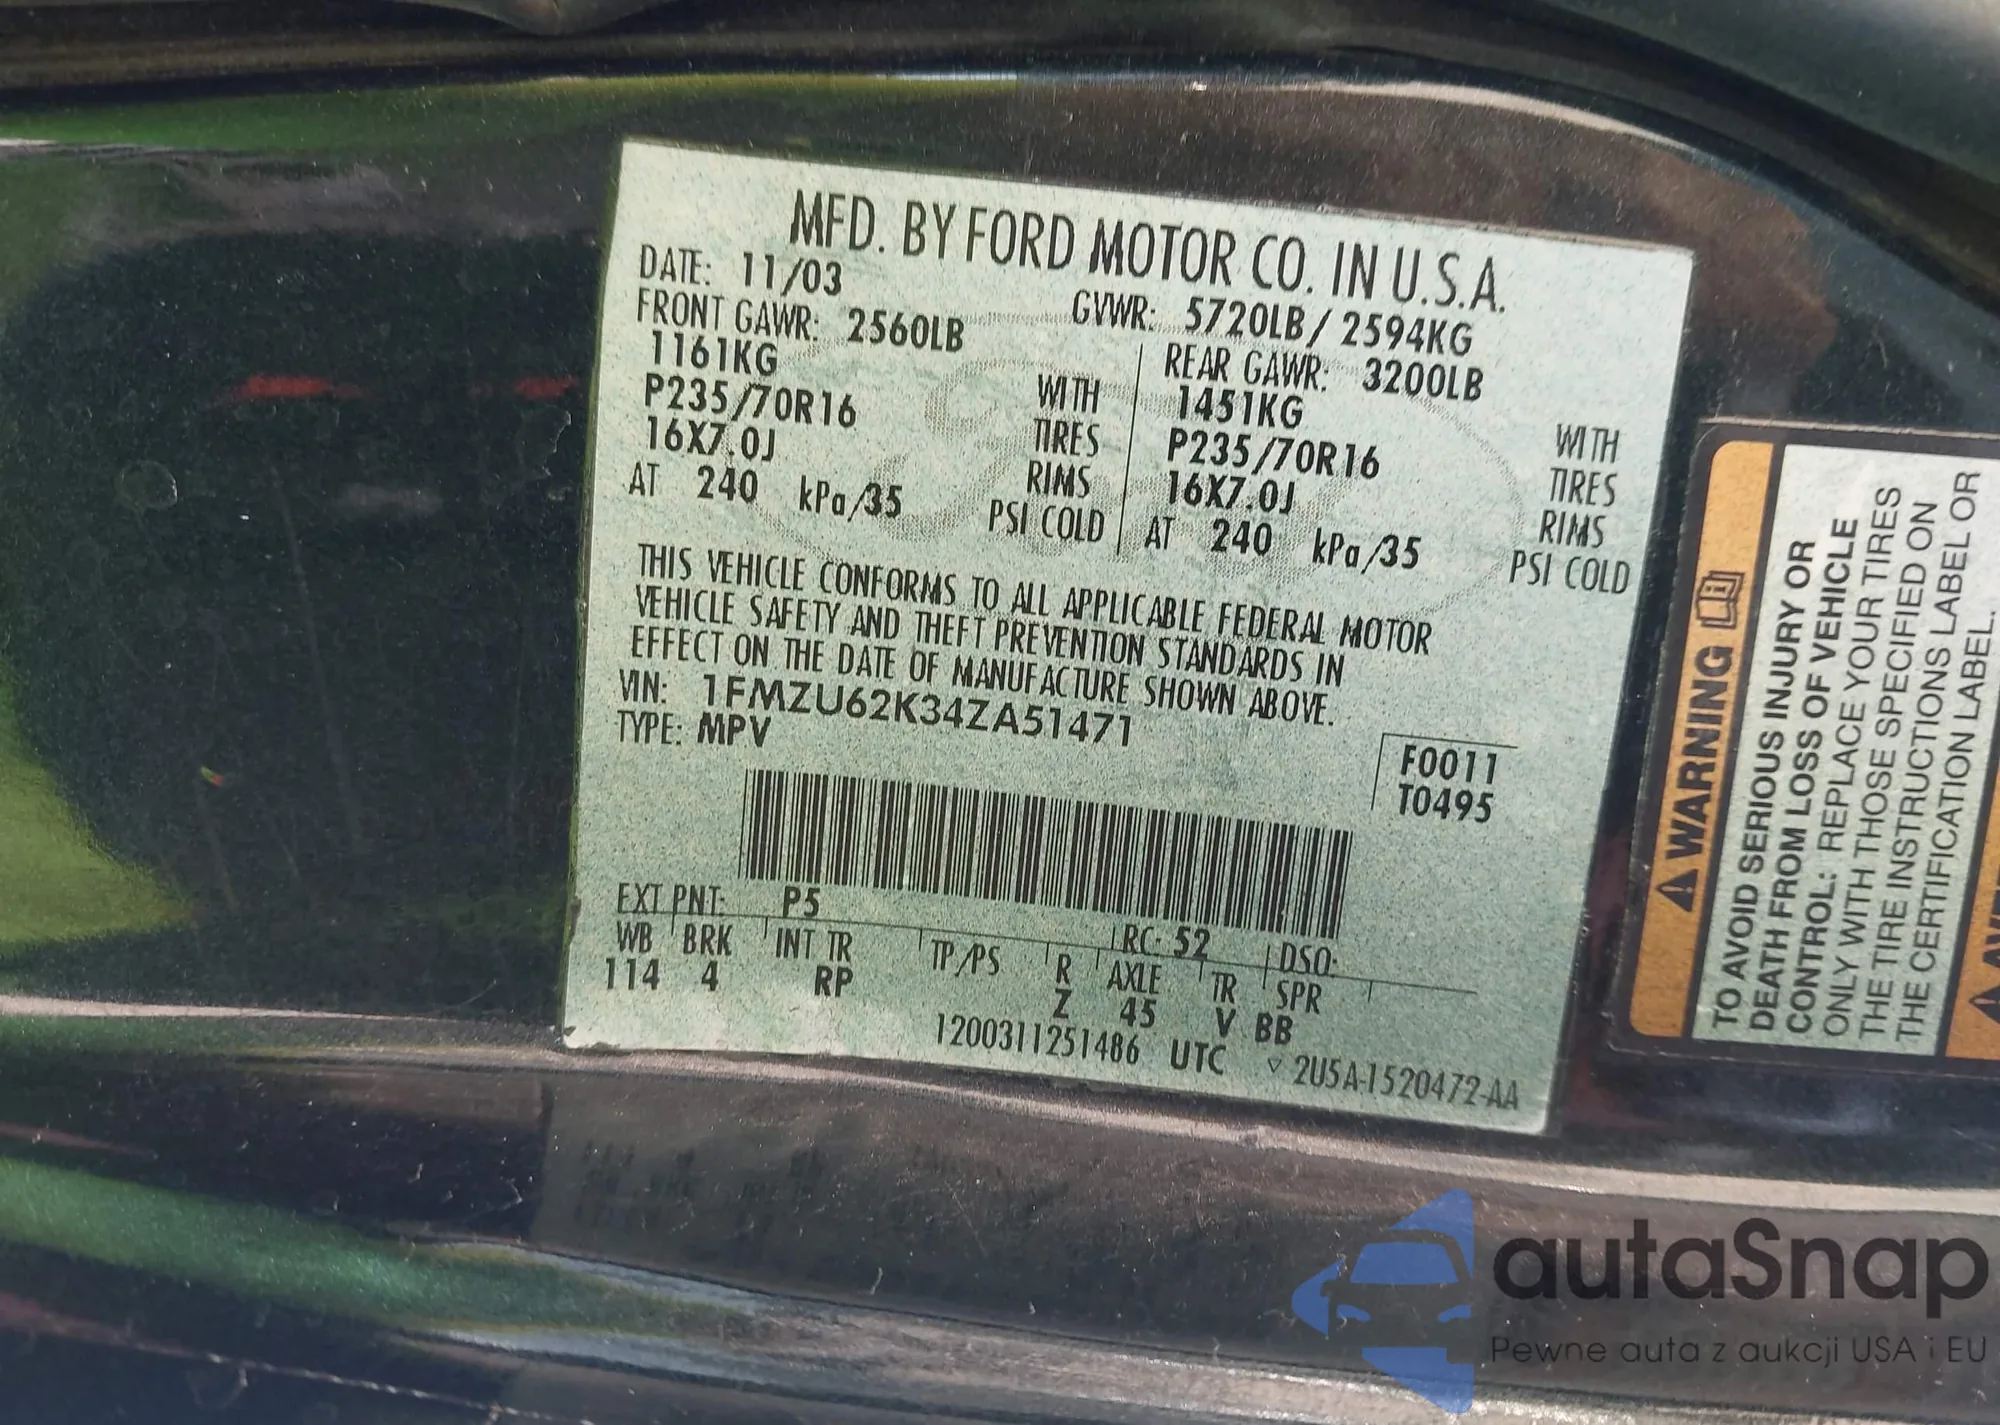 MFD. BY FORD MOTOR CO. IN U.S.A.
DATE: 11/03 GVWR: 5720LB/2594KG
FRONT GAWR: 2560LB REAR GAWR: 3200LB
1161KG WITH 1451KG WITH
P235/70R16 TIRES P235/70R16 TIRES
16X7.0J RIMS 16X7.0J RIMS
AT 240 kPa/35 PSI COLD AT 240 kPa/35 PSI COLD
THIS VEHICLE CONFORMS TO ALL APPLICABLE FEDERAL MOTOR
VEHICLE SAFETY AND THEFT PREVENTION STANDARDS IN
EFFECT ON THE DATE OF MANUFACTURE SHOWN ABOVE.
VIN: 1FMZU62K34ZA51471
TYPE: MPV
F0011
T0495
EXT PNT: P5 RC: 52 DSO:
WB BRK INT TR TP/PS R AXLE TR SPR
114 4 RP Z 45 V BB
1200311251486 UTC ▽ 2U5A-1520472-AA
⚠ WARNING
TO AVOID SERIOUS INJURY OR
DEATH FROM LOSS OF VEHICLE
CONTROL: REPLACE YOUR TIRES
ONLY WITH THOSE SPECIFIED ON
THE TIRE INSTRUCTIONS LABEL OR
THE CERTIFICATION LABEL.
autaSnap
Pewne auta z aukcji USA i EU